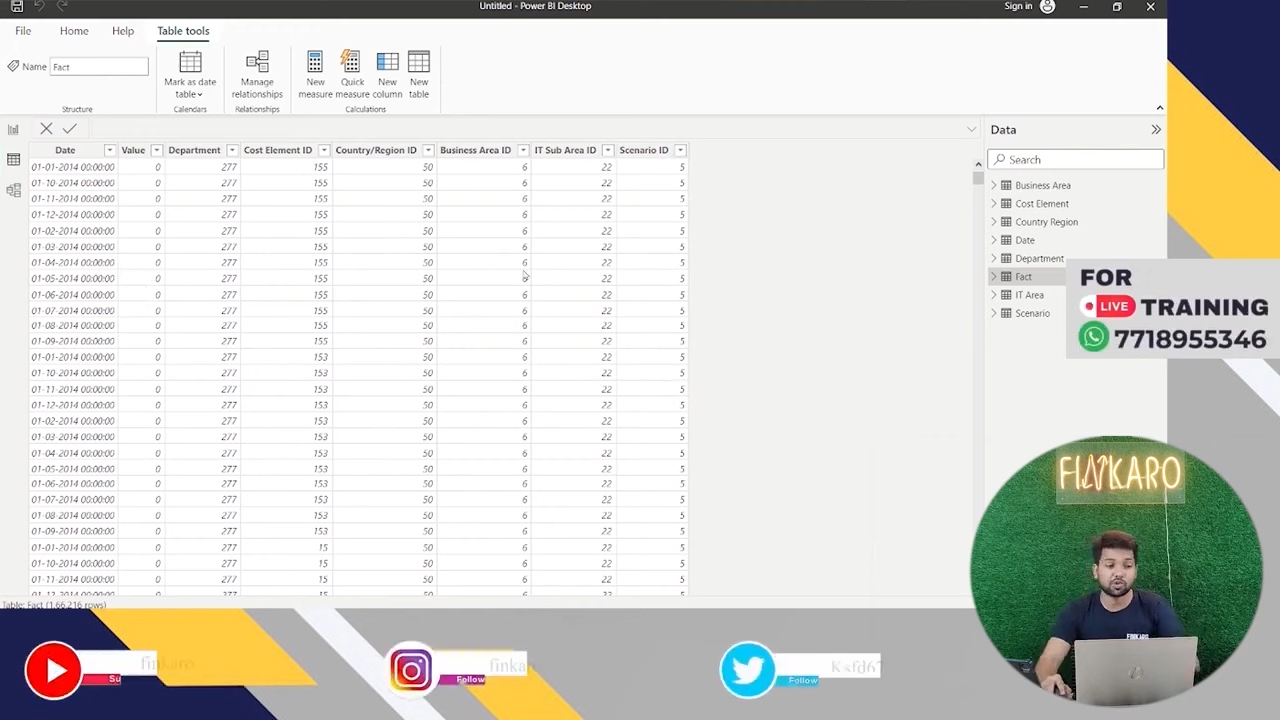 Untitled - Power BI Desktop
Sign in
File Home Help Table tools
Name Fact
Mark as date table
Manage relationships
New measure
Quick measure
New column
New table
Structure Calendars Relationships Calculations
Data
Search
Business Area
Cost Element
Country Region
Date
Department
Fact
IT Area
Scenario
Date Value Department Cost Element ID Country/Region ID Business Area ID IT Sub Area ID Scenario ID
01-01-2014 00:00:00 0 277 155 50 6 22 5
01-10-2014 00:00:00 0 277 155 50 6 22 5
01-11-2014 00:00:00 0 277 155 50 6 22 5
01-12-2014 00:00:00 0 277 155 50 6 22 5
01-02-2014 00:00:00 0 277 155 50 6 22 5
01-03-2014 00:00:00 0 277 155 50 6 22 5
01-04-2014 00:00:00 0 277 155 50 6 22 5
01-05-2014 00:00:00 0 277 155 50 6 22 5
01-06-2014 00:00:00 0 277 155 50 6 22 5
01-07-2014 00:00:00 0 277 155 50 6 22 5
01-08-2014 00:00:00 0 277 155 50 6 22 5
01-09-2014 00:00:00 0 277 155 50 6 22 5
01-01-2014 00:00:00 0 277 153 50 6 22 5
01-10-2014 00:00:00 0 277 153 50 6 22 5
01-11-2014 00:00:00 0 277 153 50 6 22 5
01-12-2014 00:00:00 0 277 153 50 6 22 5
01-02-2014 00:00:00 0 277 153 50 6 22 5
01-03-2014 00:00:00 0 277 153 50 6 22 5
01-04-2014 00:00:00 0 277 153 50 6 22 5
01-05-2014 00:00:00 0 277 153 50 6 22 5
01-06-2014 00:00:00 0 277 153 50 6 22 5
01-07-2014 00:00:00 0 277 153 50 6 22 5
01-08-2014 00:00:00 0 277 153 50 6 22 5
01-09-2014 00:00:00 0 277 153 50 6 22 5
01-01-2014 00:00:00 0 277 15 50 6 22 5
01-10-2014 00:00:00 0 277 15 50 6 22 5
01-11-2014 00:00:00 0 277 15 50 6 22 5
Table: Fact (1,66,216 rows)
FOR
LIVE TRAINING
7718955346
FINKARO
FINKARO
finkaro
Su
finkar
Follow
Follow